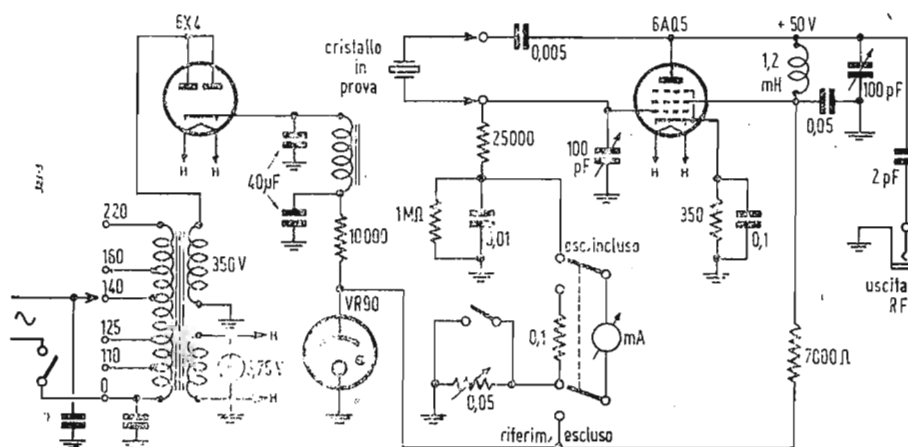 6X4
cristallo
in
prova
0,005
6AQ5
+ 50 V
1,2
mH
100 pF
0,05
25000
100
pF
H H
H H
40µF
2 pF
220
1MΩ
0,01
350
0,1
10000
160
350 V
esc. incluso
140
uscita
RF
VR90
H
125
0,1
mA
7000 Ω
110
6,75 V
0
0,05
H
riferim. escluso